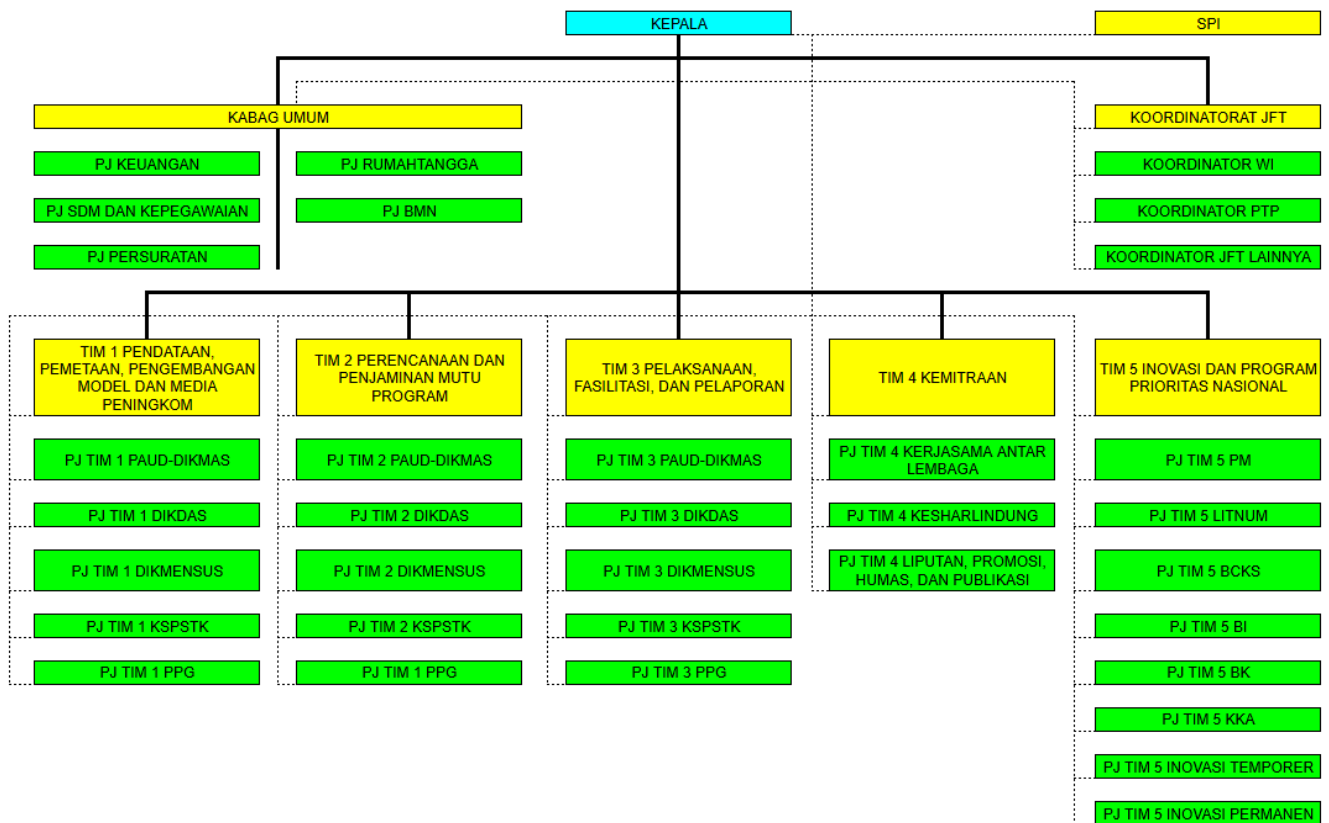 KEPALA
SPI
KABAG UMUM
KOORDINATORAT JFT
PJ KEUANGAN
PJ RUMAHTANGGA
KOORDINATOR WI
PJ SDM DAN KEPEGAWAIAN
PJ BMN
KOORDINATOR PTP
PJ PERSURATAN
KOORDINATOR JFT LAINNYA
TIM 1 PENDATAAN,
PEMETAAN, PENGEMBANGAN
MODEL DAN MEDIA
PENINGKOM
TIM 2 PERENCANAAN DAN
PENJAMINAN MUTU
PROGRAM
TIM 3 PELAKSANAAN,
FASILITASI, DAN PELAPORAN
TIM 4 KEMITRAAN
TIM 5 INOVASI DAN PROGRAM
PRIORITAS NASIONAL
PJ TIM 1 PAUD-DIKMAS
PJ TIM 2 PAUD-DIKMAS
PJ TIM 3 PAUD-DIKMAS
PJ TIM 4 KERJASAMA ANTAR
LEMBAGA
PJ TIM 5 PM
PJ TIM 1 DIKDAS
PJ TIM 2 DIKDAS
PJ TIM 3 DIKDAS
PJ TIM 4 KESHARLINDUNG
PJ TIM 5 LITNUM
PJ TIM 1 DIKMENSUS
PJ TIM 2 DIKMENSUS
PJ TIM 3 DIKMENSUS
PJ TIM 4 LIPUTAN, PROMOSI,
HUMAS, DAN PUBLIKASI
PJ TIM 5 BCKS
PJ TIM 1 KSPSTK
PJ TIM 2 KSPSTK
PJ TIM 3 KSPSTK
PJ TIM 5 BI
PJ TIM 1 PPG
PJ TIM 1 PPG
PJ TIM 3 PPG
PJ TIM 5 BK
PJ TIM 5 KKA
PJ TIM 5 INOVASI TEMPORER
PJ TIM 5 INOVASI PERMANEN